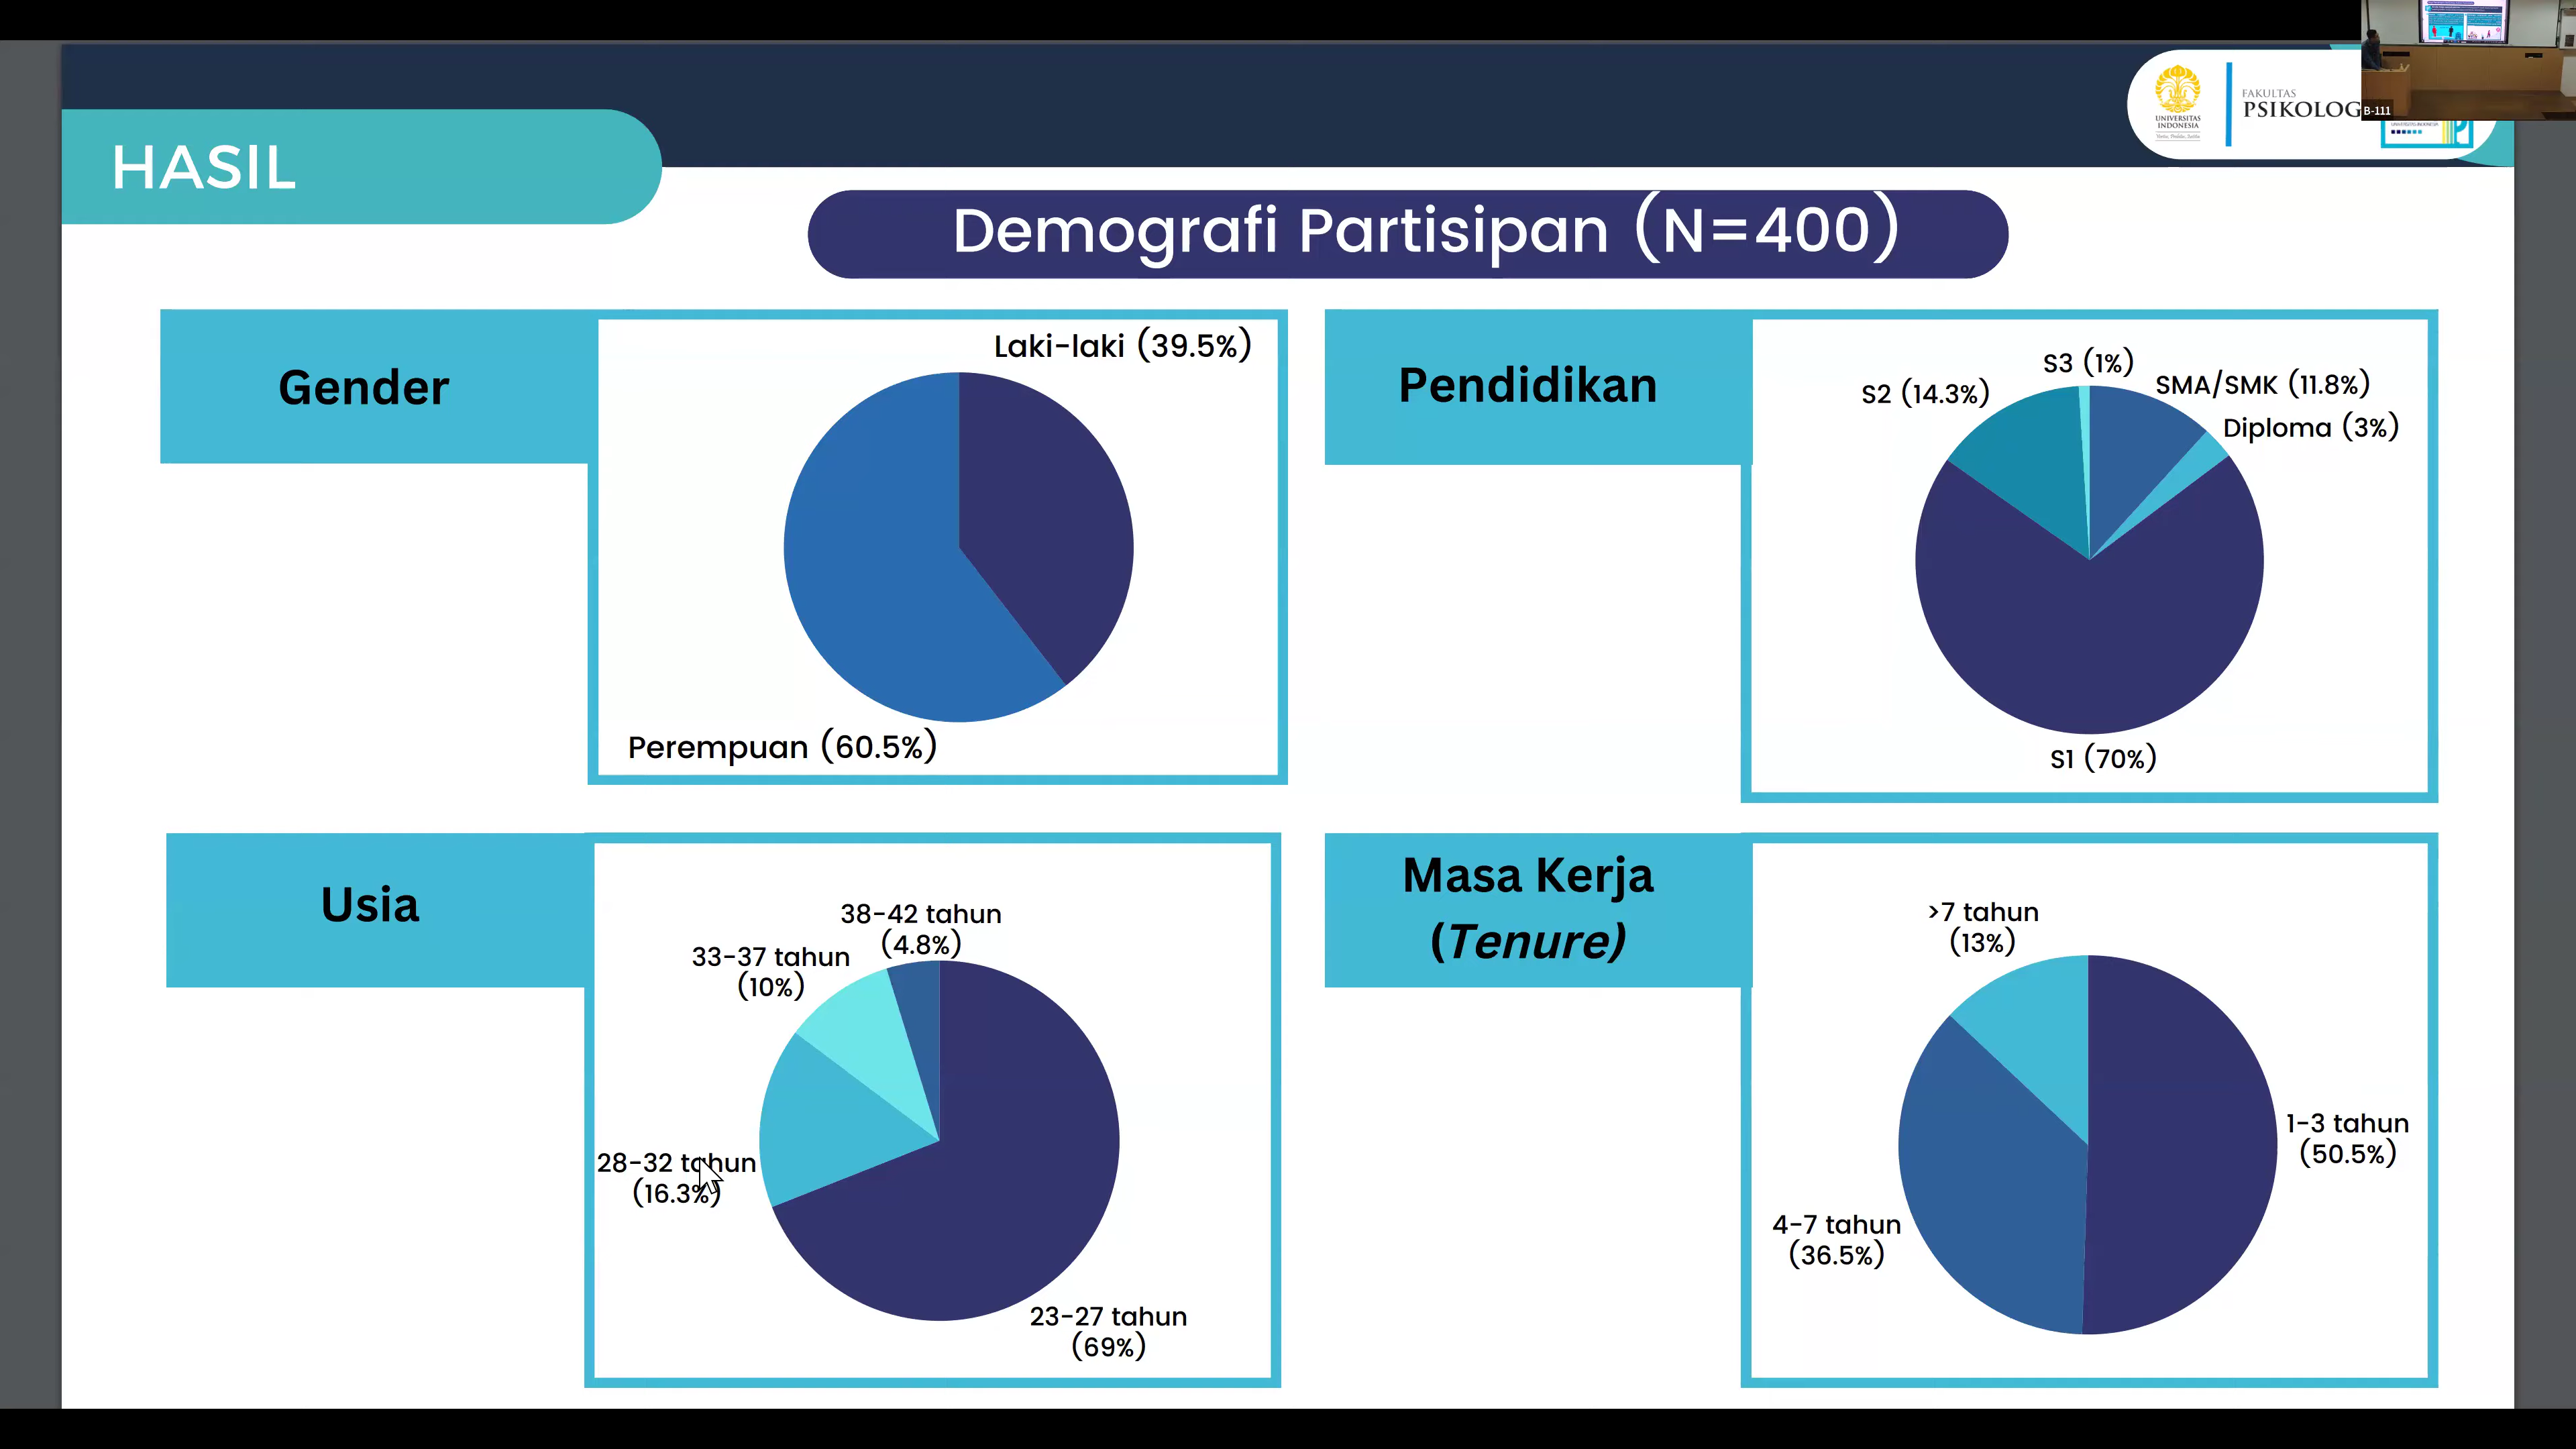 HASIL
UNIVERSITAS
INDONESIA
FAKULTAS
PSIKOLOG
B-111
Demografi Partisipan (N=400)
Gender
Laki-laki (39.5%)
Perempuan (60.5%)
Pendidikan
S3 (1%)
SMA/SMK (11.8%)
S2 (14.3%)
Diploma (3%)
S1 (70%)
Usia
38-42 tahun
(4.8%)
33-37 tahun
(10%)
28-32 tahun
(16.3%)
23-27 tahun
(69%)
Masa Kerja
(Tenure)
>7 tahun
(13%)
1-3 tahun
(50.5%)
4-7 tahun
(36.5%)